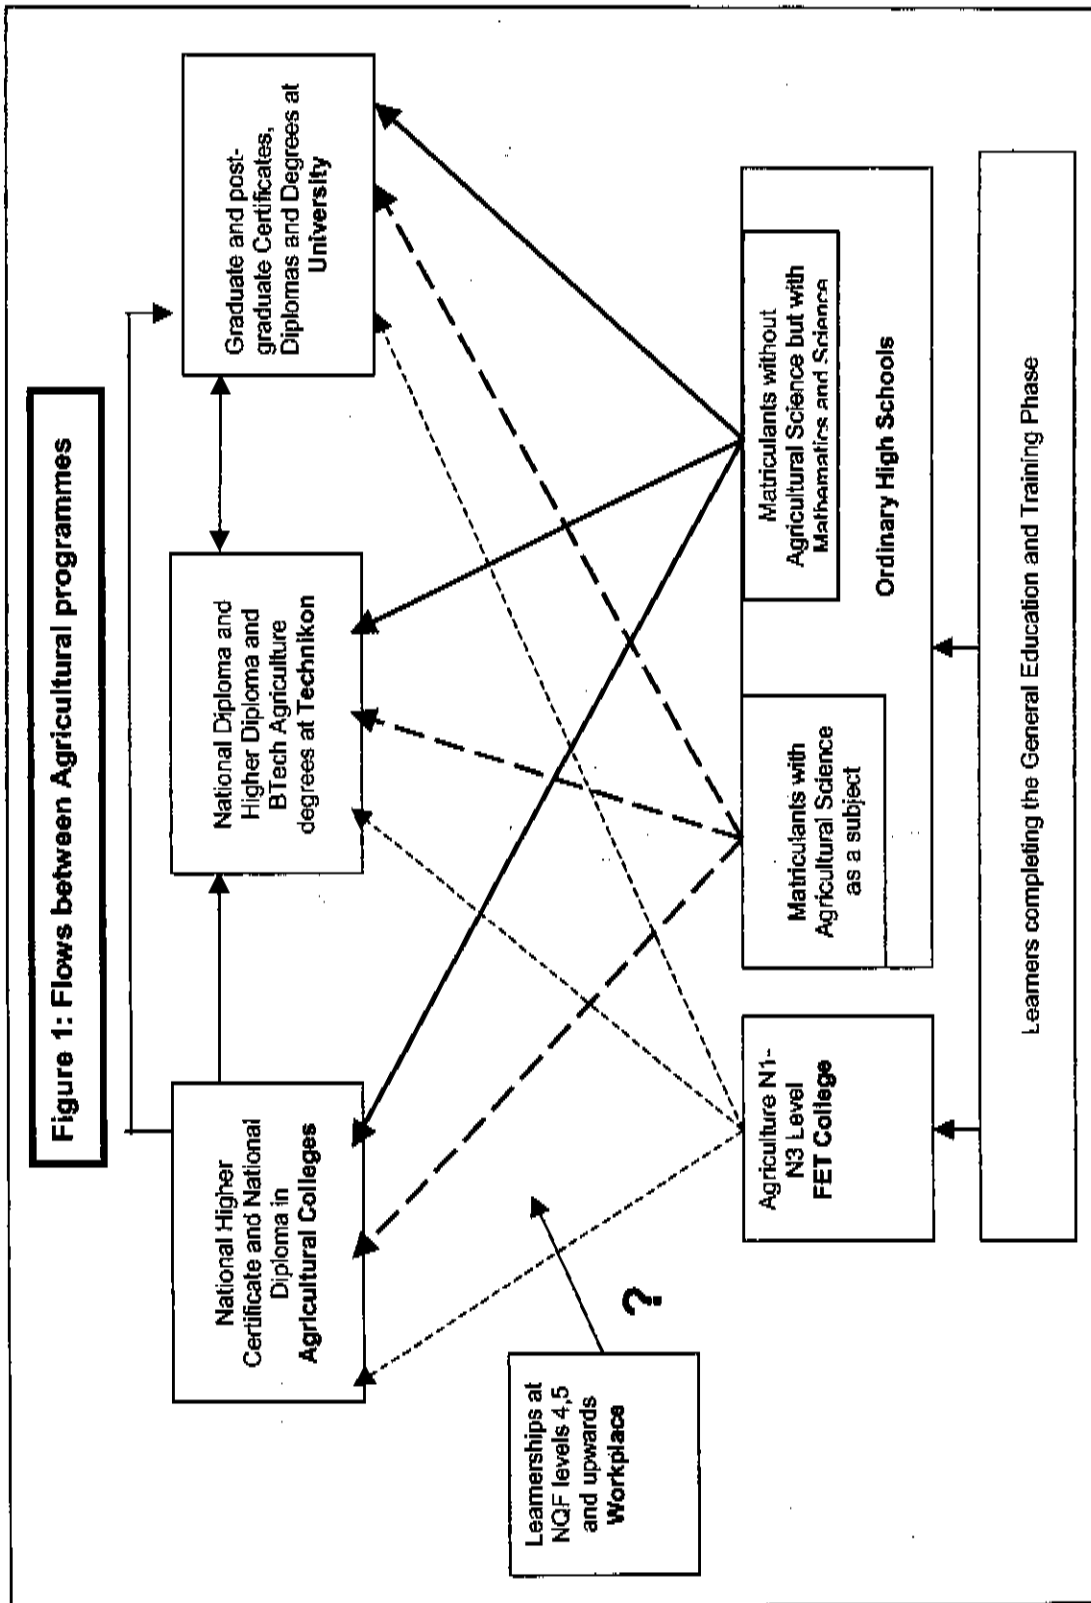 Figure 1: Flows between Agricultural programmes
National Higher
Certificate and National
Diploma in
Agricultural Colleges
National Diploma and
Higher Diploma and
BTech Agriculture
degrees at Technikon
Graduate and post-
graduate Certificates,
Diplomas and Degrees at
University
Learnerships at
NQF levels 4,5
and upwards
Workplace
?
Agriculture N1-
N3 Level
FET College
Matriculants with
Agricultural Science
as a subject
Matriculants without
Agricultural Science but with
Mathematics and Science
Ordinary High Schools
Learners completing the General Education and Training Phase